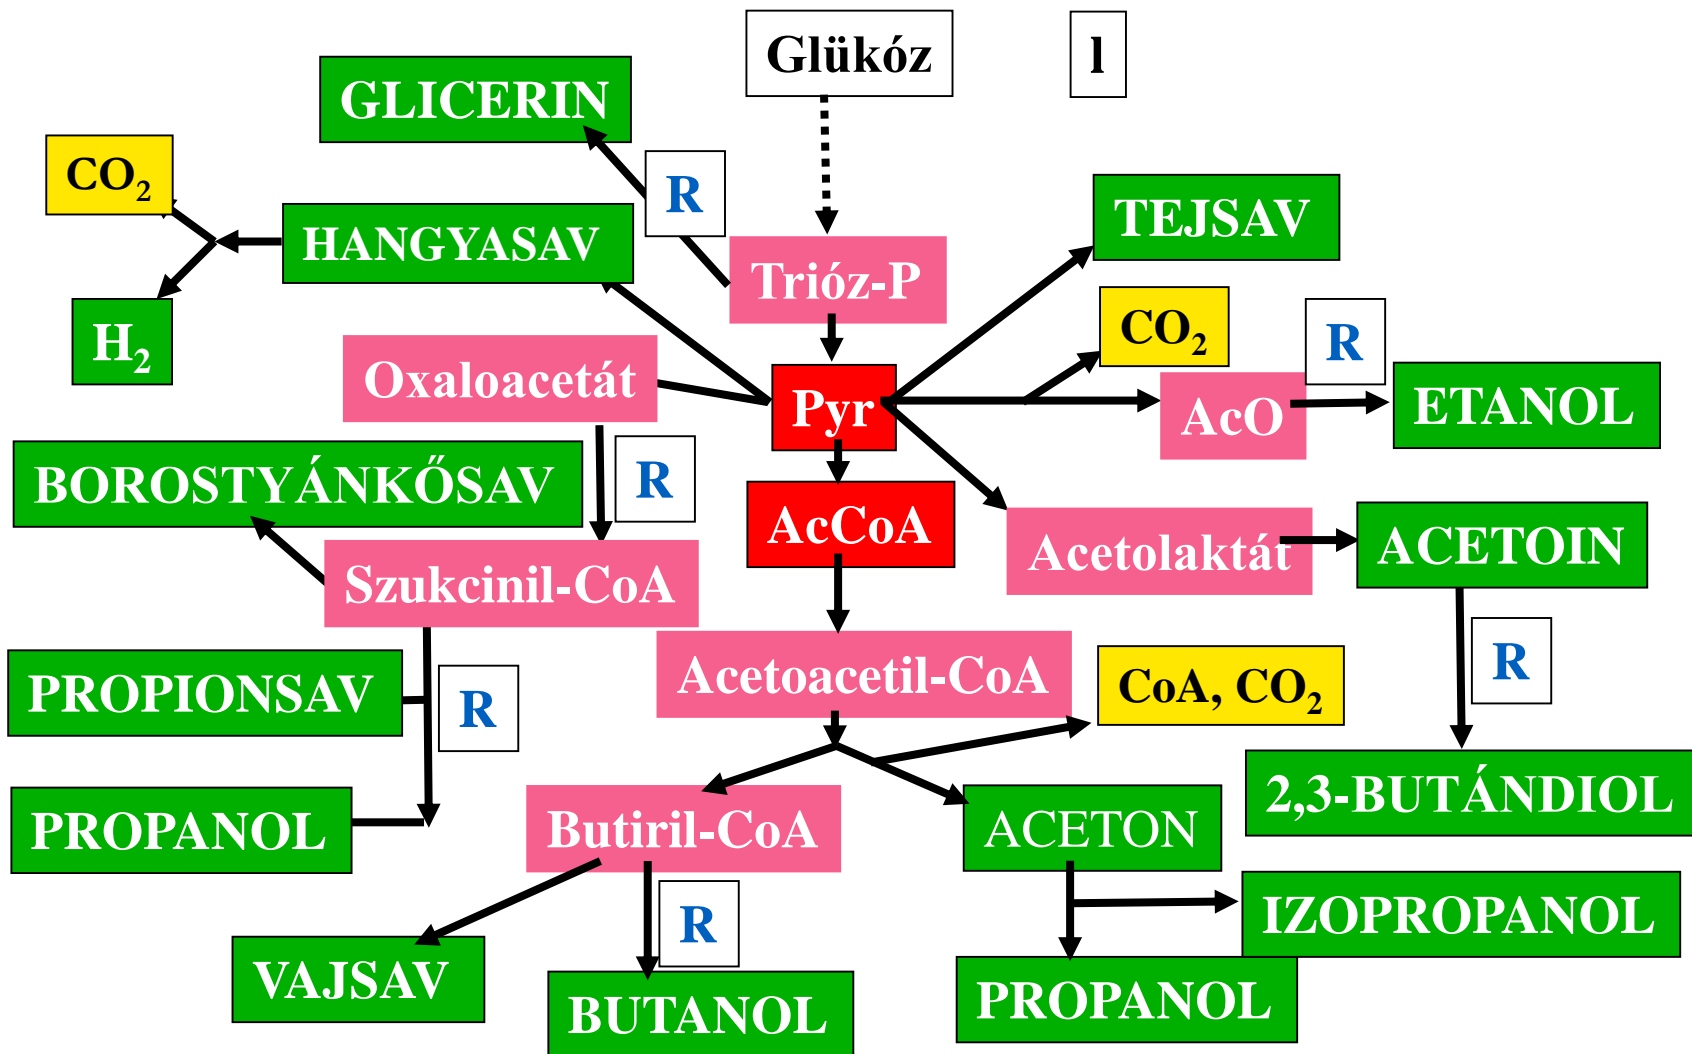 Glükóz
l
GLICERIN
CO₂
R
TEJSAV
HANGYASAV
Trióz-P
CO₂
R
H₂
Oxaloacetát
Pyr
AcO
ETANOL
BOROSTYÁNKŐSAV
R
AcCoA
Acetolaktát
ACETOIN
Szukcinil-CoA
R
Acetoacetil-CoA
CoA, CO₂
PROPIONSAV
R
2,3-BUTÁNDIOL
PROPANOL
Butiril-CoA
ACETON
R
IZOPROPANOL
VAJSAV
BUTANOL
PROPANOL